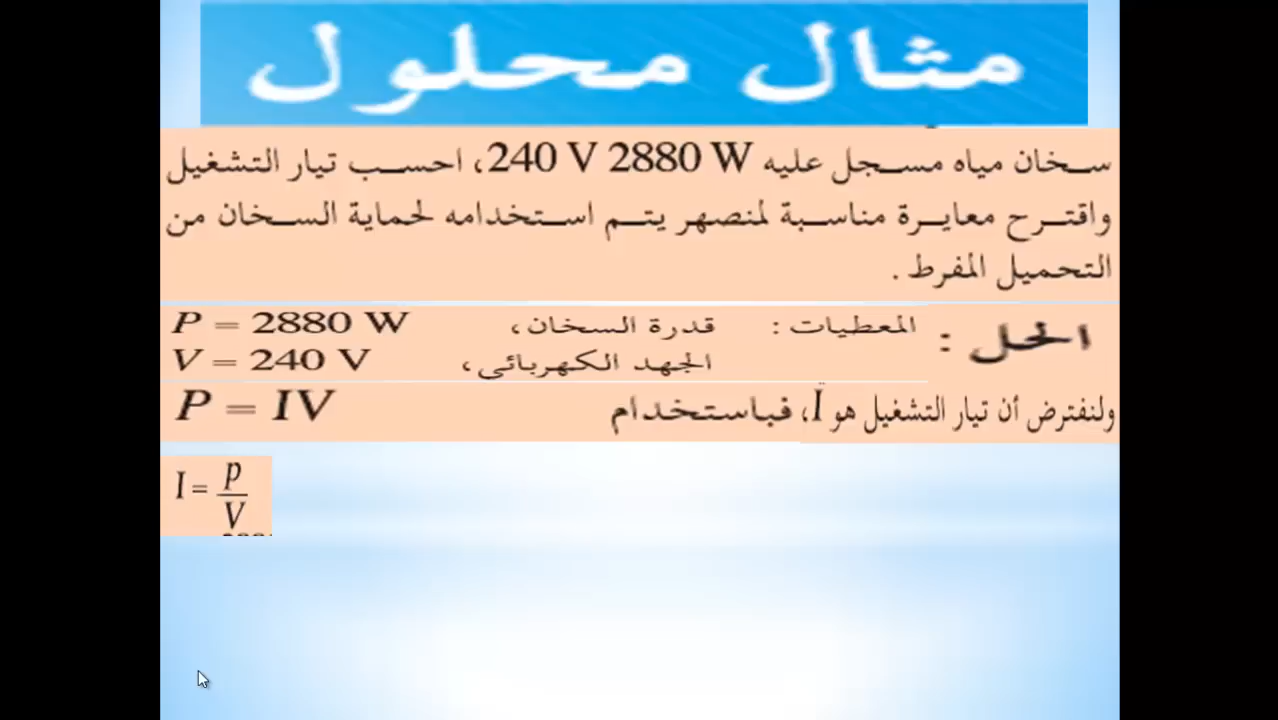 مثال محلول
سخان مياه مسجل عليه 240 V 2880 W، احسب تيار التشغيل
واقترح معايرة مناسبة لمنصهر يتم استخدامه لحماية السخان من
التحميل المفرط .
الحل : المعطيات : قدرة السخان، P = 2880 W
الجهد الكهربائي، V = 240 V
ولنفترض أن تيار التشغيل هو I، فباستخدام P = IV
I = p/V